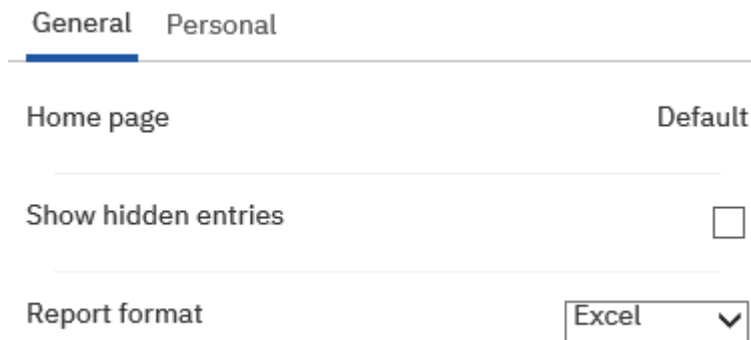 General Personal
Home page Default
Show hidden entries
Report format Excel